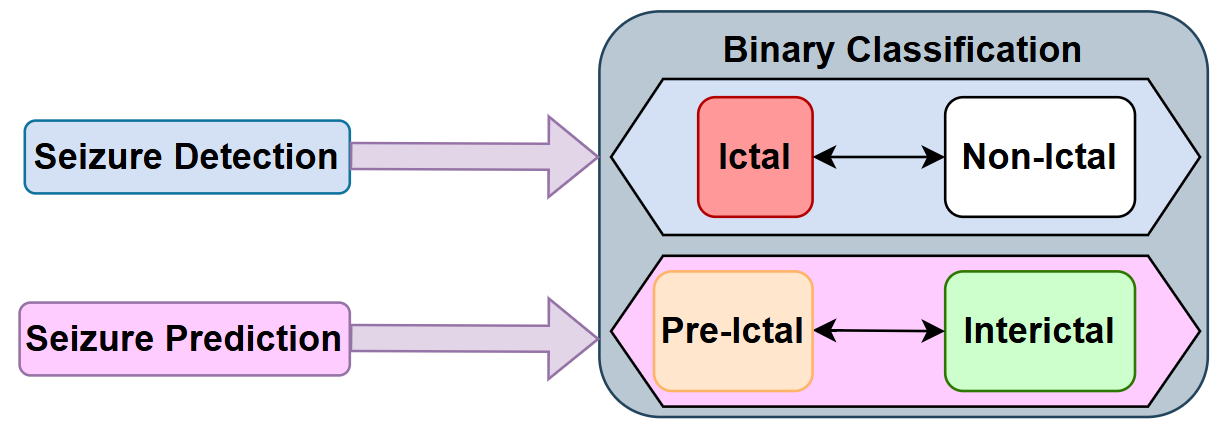 Binary Classification
Seizure Detection
Ictal
Non-Ictal
Seizure Prediction
Pre-Ictal
Interictal